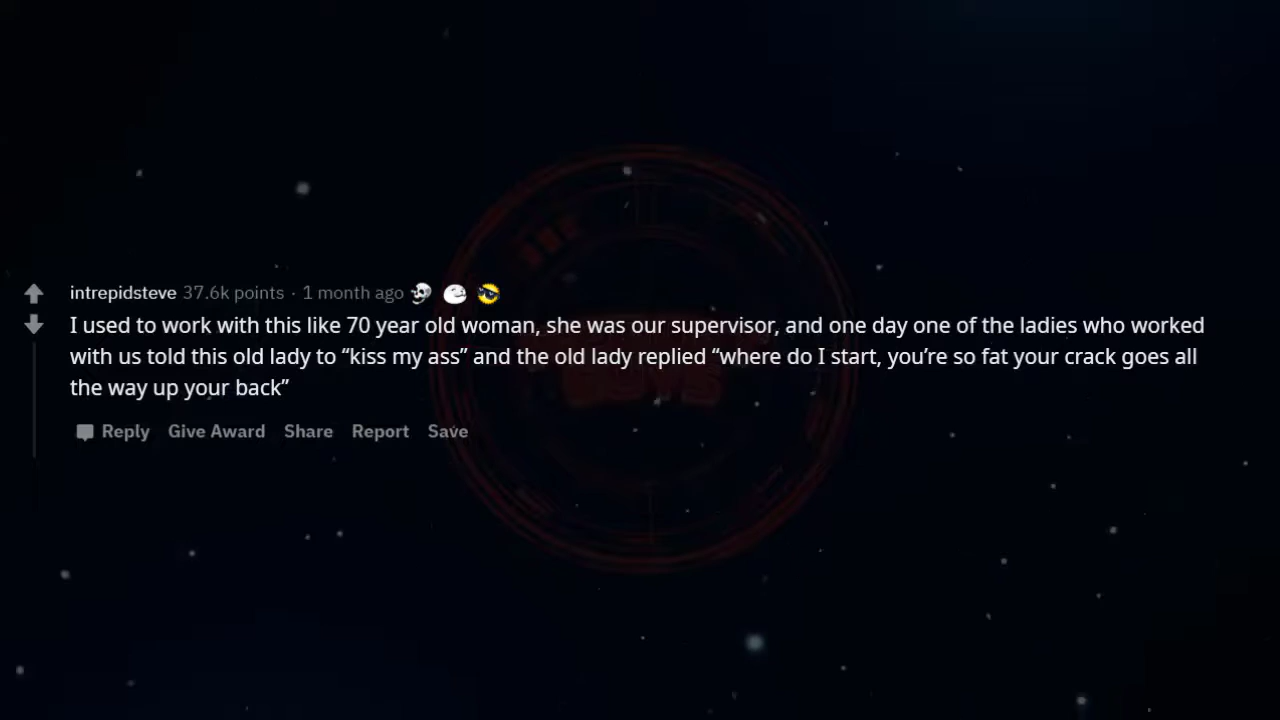 intrepidsteve 37.6k points · 1 month ago
I used to work with this like 70 year old woman, she was our supervisor, and one day one of the ladies who worked
with us told this old lady to “kiss my ass” and the old lady replied “where do I start, you’re so fat your crack goes all
the way up your back”
Reply Give Award Share Report Save